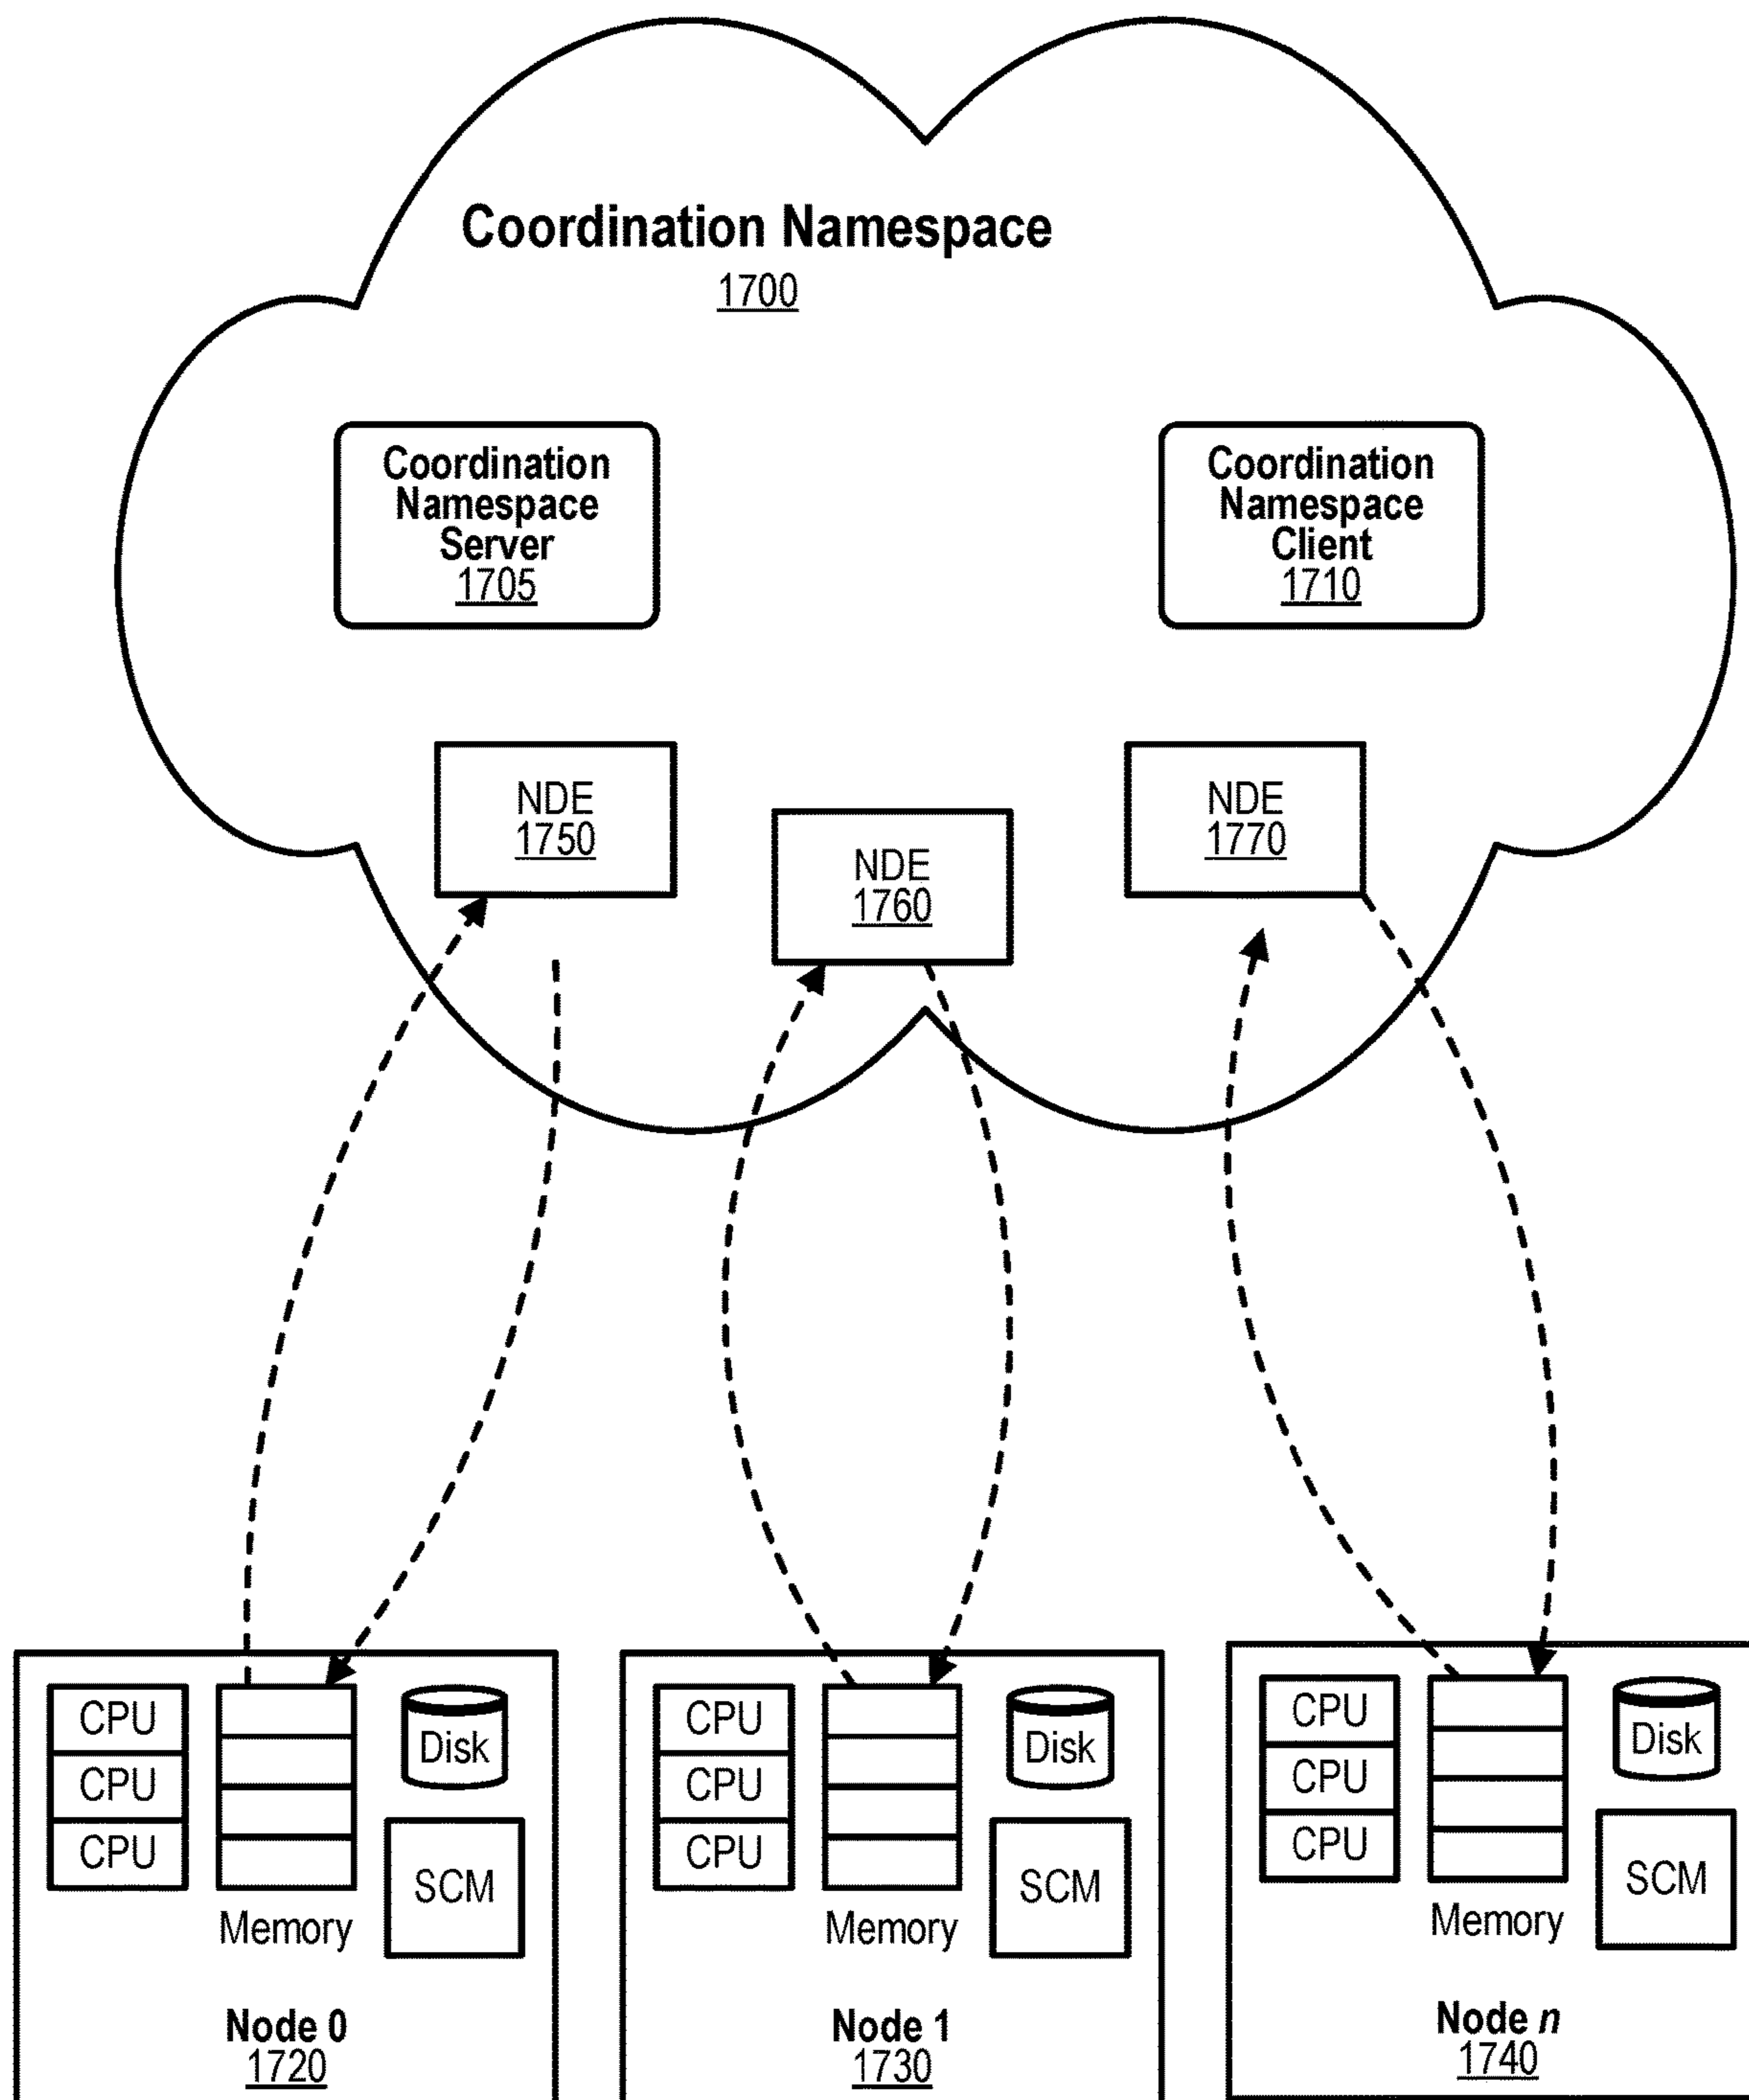 Coordination Namespace
1700
Coordination
Namespace
Server
1705
Coordination
Namespace
Client
1710
NDE
1750
NDE
1760
NDE
1770
CPU
CPU
CPU
Memory
Disk
SCM
Node 0
1720
CPU
CPU
CPU
Memory
Disk
SCM
Node 1
1730
CPU
CPU
CPU
Memory
Disk
SCM
Node n
1740